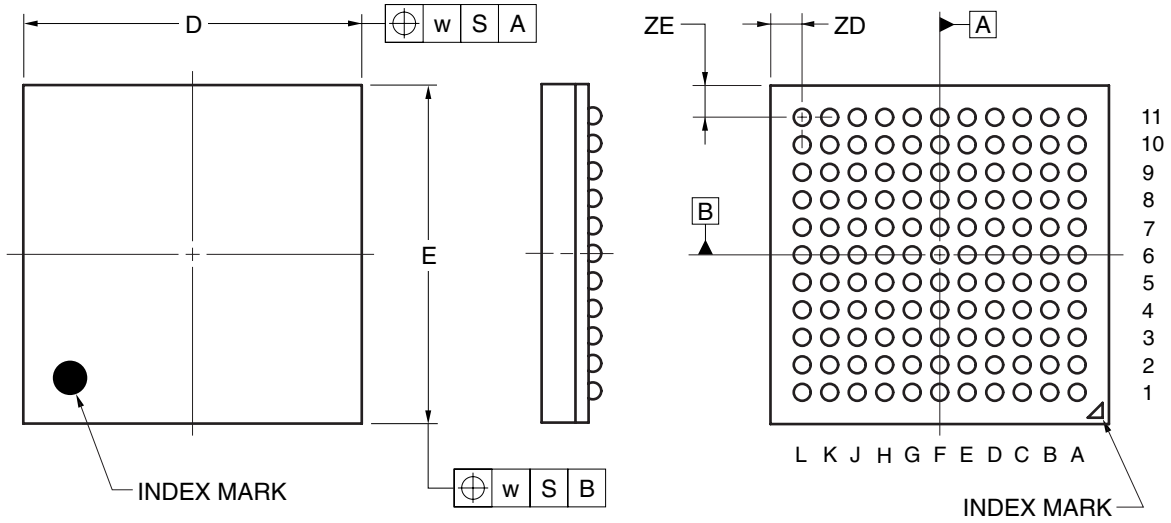 D
⌖ w S A
E
INDEX MARK
⌖ w S B
ZE
ZD
A
B
11
10
9
8
7
6
5
4
3
2
1
L K J H G F E D C B A
INDEX MARK